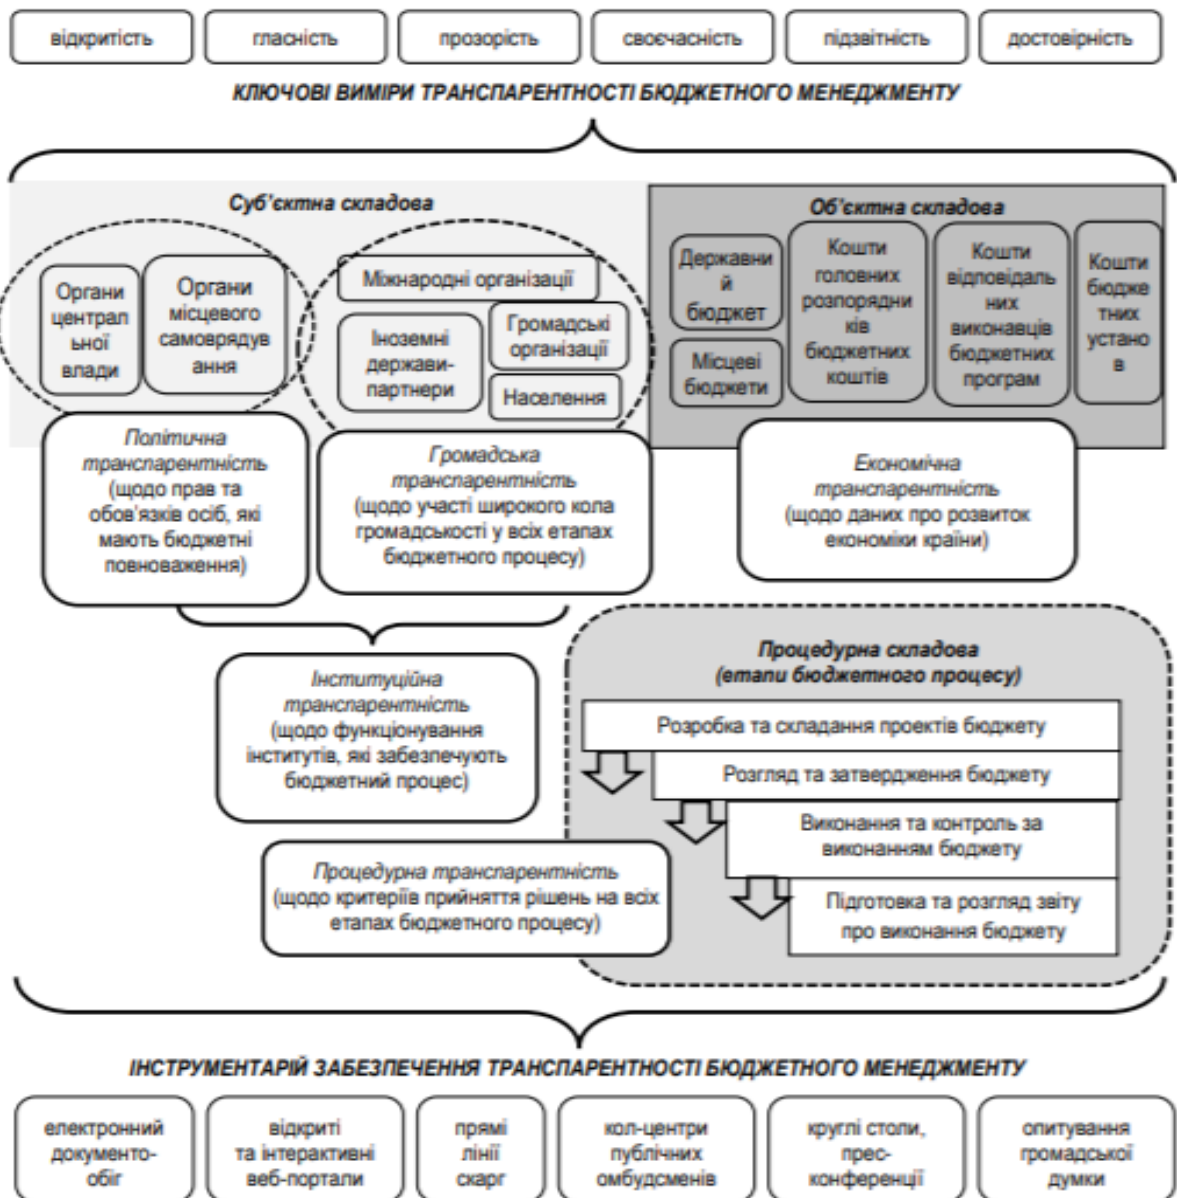 відкритість
гласність
прозорість
своєчасність
підзвітність
достовірність
КЛЮЧОВІ ВИМІРИ ТРАНСПАРЕНТНОСТІ БЮДЖЕТНОГО МЕНЕДЖМЕНТУ
Суб'єктна складова
Органи
централ
ьної
влади
Органи
місцевого
самоврядув
ання
Міжнародні організації
Іноземні
держави-
партнери
Громадські
організації
Населення
Об'єктна складова
Державни
й
бюджет
Місцеві
бюджети
Кошти
головних
розпорядни
ків
бюджетних
коштів
Кошти
відповідаль
них
виконавців
бюджетних
програм
Кошти
бюдже
тних
устано
в
Політична
транспарентність
(щодо прав та
обов'язків осіб, які
мають бюджетні
повноваження)
Громадська
транспарентність
(щодо участі широкого кола
громадськості у всіх етапах
бюджетного процесу)
Економічна
транспарентність
(щодо даних про розвиток
економіки країни)
Інституційна
транспарентність
(щодо функціонування
інститутів, які забезпечують
бюджетний процес)
Процедурна складова
(етапи бюджетного процесу)
Розробка та складання проектів бюджету
Розгляд та затвердження бюджету
Виконання та контроль за
виконанням бюджету
Підготовка та розгляд звіту
про виконання бюджету
Процедурна транспарентність
(щодо критеріїв прийняття рішень на всіх
етапах бюджетного процесу)
ІНСТРУМЕНТАРІЙ ЗАБЕЗПЕЧЕННЯ ТРАНСПАРЕНТНОСТІ БЮДЖЕТНОГО МЕНЕДЖМЕНТУ
електронний
документо-
обіг
відкриті
та інтерактивні
веб-портали
прямі
лінії
скарг
кол-центри
публічних
омбудсменів
круглі столи,
прес-
конференції
опитування
громадської
думки